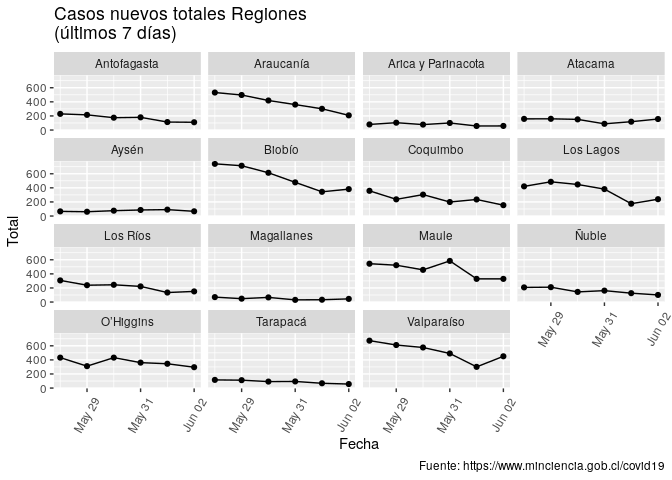 Casos nuevos totales Regiones
(últimos 7 días)
Antofagasta
Araucanía
Arica y Parinacota
Atacama
600
400
200
0
Aysén
Biobío
Coquimbo
Los Lagos
600
400
200
0
Los Ríos
Magallanes
Maule
Ñuble
600
400
200
0
May 29
May 31
Jun 02
O'Higgins
Tarapacá
Valparaíso
600
400
200
0
May 29
May 31
Jun 02
May 29
May 31
Jun 02
May 29
May 31
Jun 02
Total
Fecha
Fuente: https://www.minciencia.gob.cl/covid19